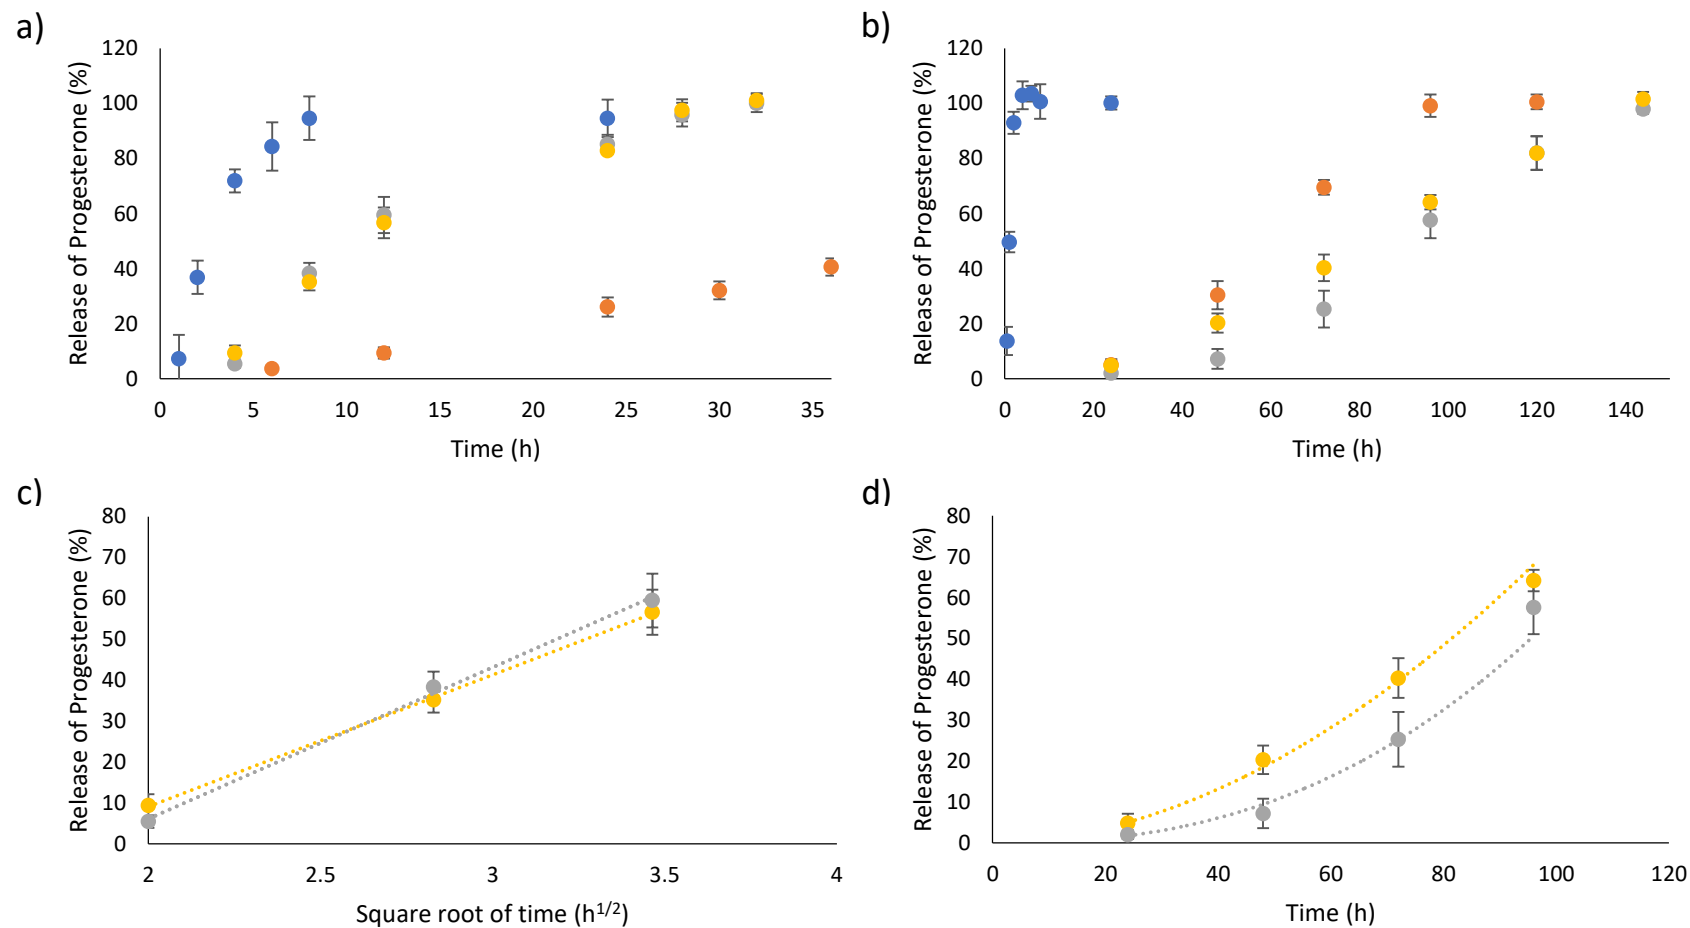 a)
120
100
80
60
40
20
0
Release of Progesterone (%)
0 5 10 15 20 25 30 35
Time (h)
b)
120
100
80
60
40
20
0
Release of Progesterone (%)
0 20 40 60 80 100 120 140
Time (h)
c)
80
70
60
50
40
30
20
10
0
Release of Progesterone (%)
2 2.5 3 3.5 4
Square root of time (h^1/2)
d)
80
70
60
50
40
30
20
10
0
Release of Progesterone (%)
0 20 40 60 80 100 120
Time (h)